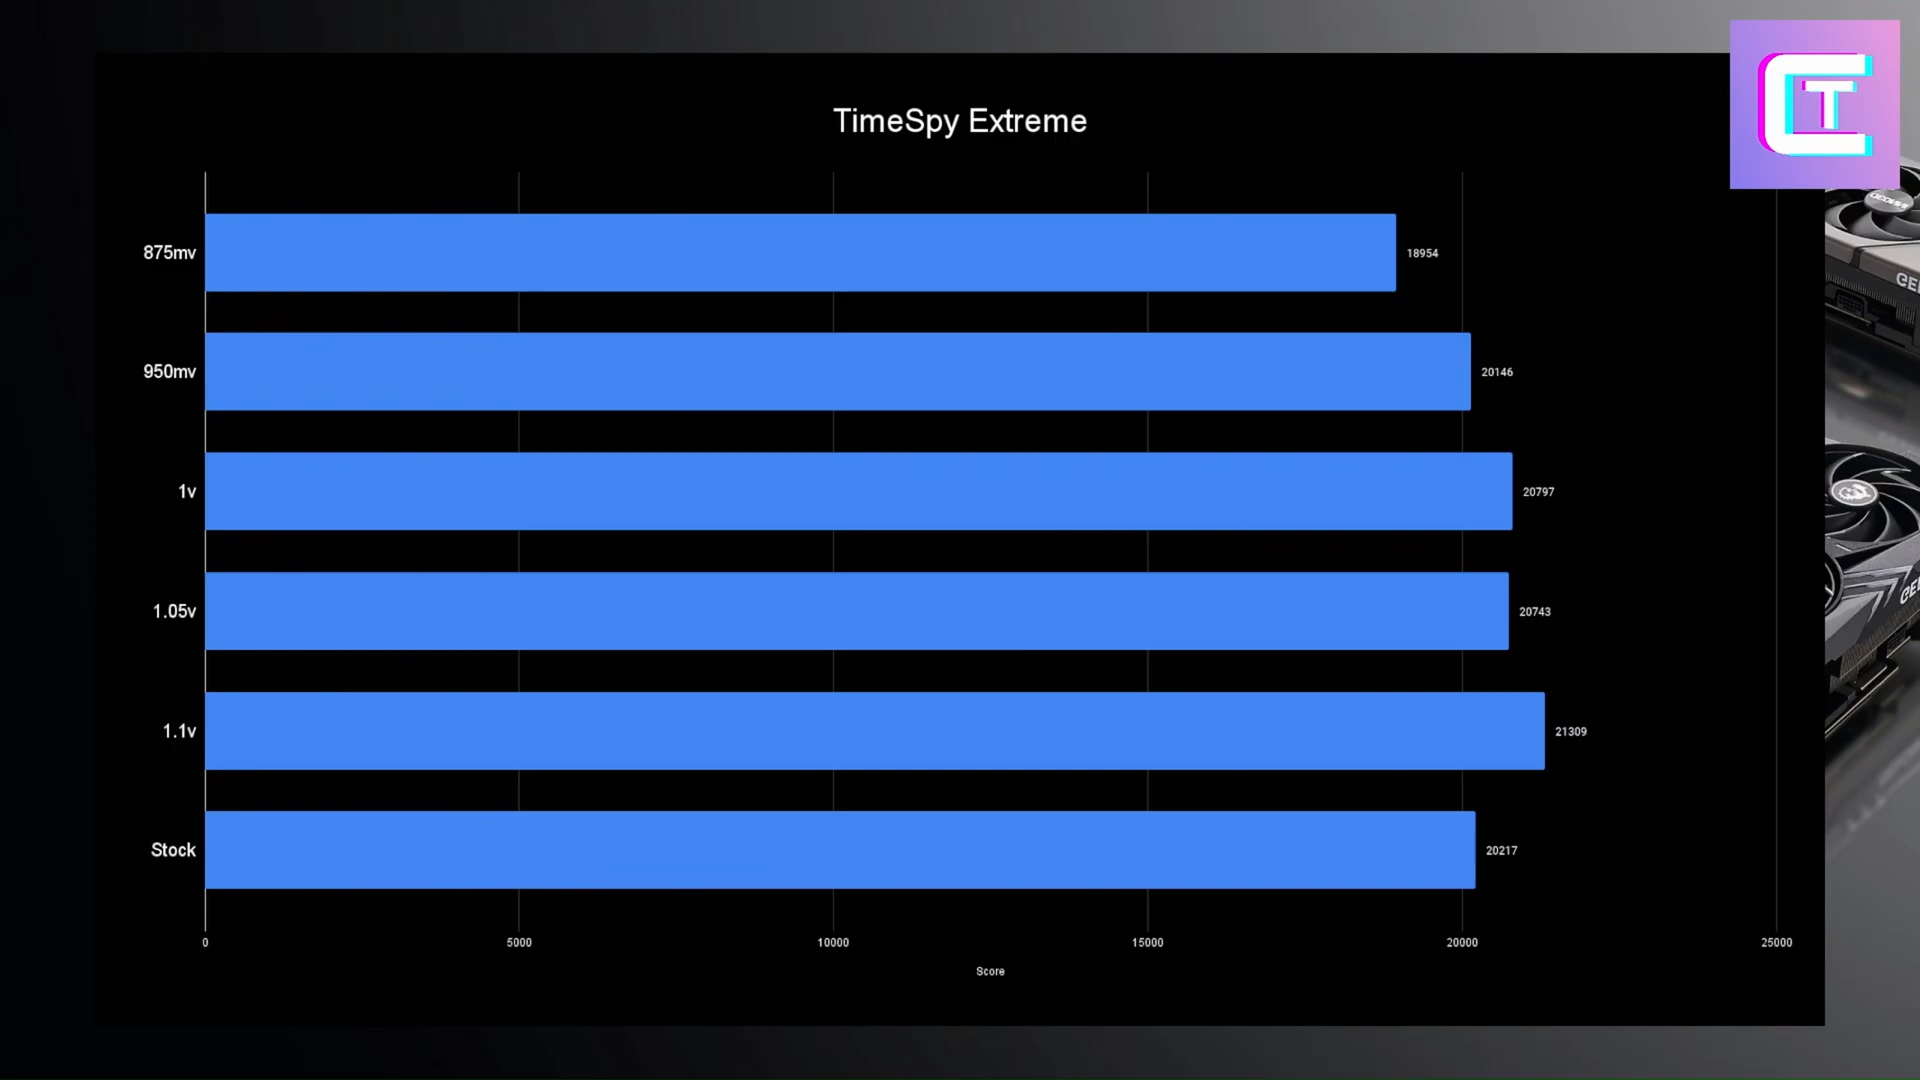 TimeSpy Extreme
CT
875mv
18954
950mv
20146
1v
20797
1.05v
20743
1.1v
21309
Stock
20217
0 5000 10000 15000 20000 25000
Score